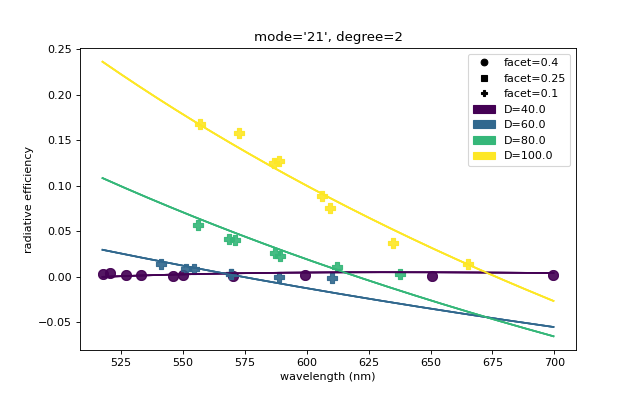 mode='21', degree=2
radiative efficiency
0.25
0.20
0.15
0.10
0.05
0.00
−0.05
facet=0.4
facet=0.25
facet=0.1
D=40.0
D=60.0
D=80.0
D=100.0
525 550 575 600 625 650 675 700
wavelength (nm)